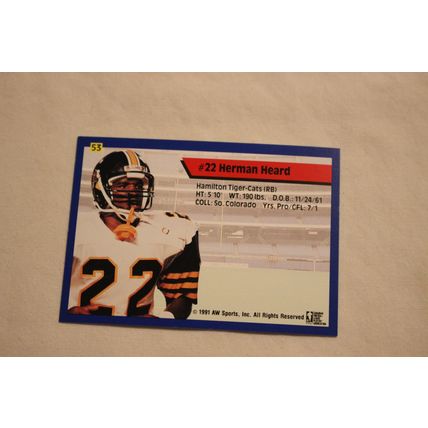 53
#22 Herman Heard
Hamilton Tiger-Cats (RB)
HT: 5'10" WT: 190 lbs. D.O.B.: 11/24/61
COLL: So. Colorado Yrs. Pro/CFL: 7/1
22
© 1991 AW Sports, Inc. All Rights Reserved